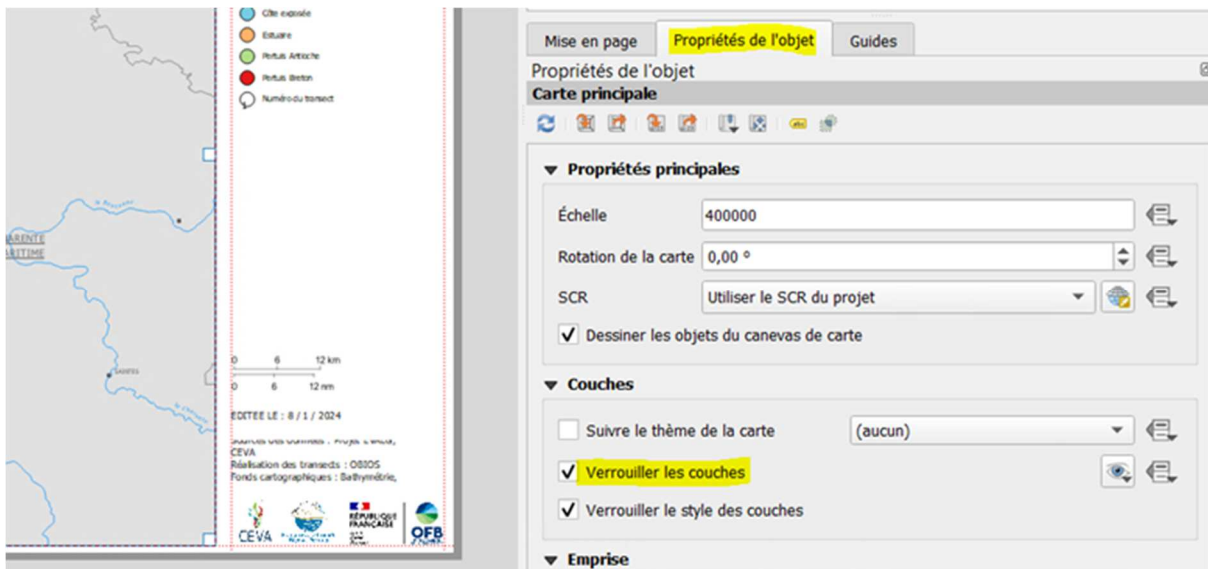 Côte exposée
Estuaire
Pertuis Antioche
Pertuis Breton
Numéro du transect
ARENTE
RITIME
SAINTES
0 6 12 km
0 6 12 nm
EDITEE LE : 8 / 1 / 2024
CEVA
Réalisation des transects : OBIOS
Fonds cartographiques : Bathymétrie,
CEVA
RÉPUBLIQUE
FRANÇAISE
OFB
Mise en page
Propriétés de l'objet
Guides
Propriétés de l'objet
Carte principale
abc
Propriétés principales
Échelle
400000
Rotation de la carte
0,00 °
SCR
Utiliser le SCR du projet
Dessiner les objets du canevas de carte
Couches
Suivre le thème de la carte
(aucun)
Verrouiller les couches
Verrouiller le style des couches
Emprise